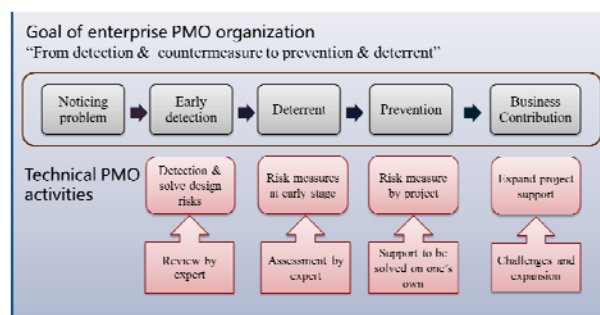 Goal of enterprise PMO organization
“From detection & countermeasure to prevention & deterrent”
Noticing
problem
Early
detection
Deterrent
Prevention
Business
Contribution
Technical PMO
activities
Detection &
solve design
risks
Risk measures
at early stage
Risk measure
by project
Expand project
support
Review by
expert
Assessment by
expert
Support to be
solved on one's
own
Challenges and
expansion